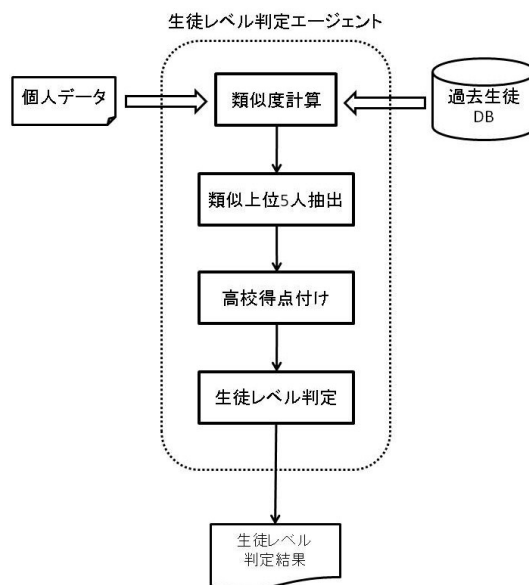 生徒レベル判定エージェント
個人データ
類似度計算
過去生徒
DB
類似上位5人抽出
高校得点付け
生徒レベル判定
生徒レベル
判定結果